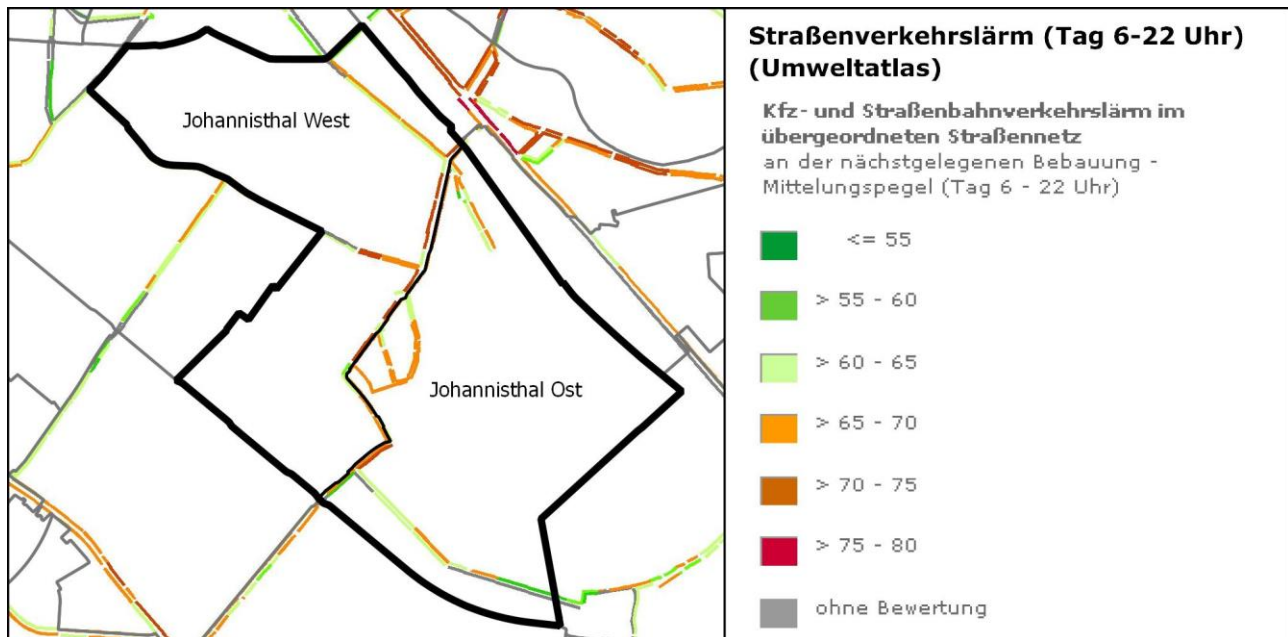 Johannisthal West
Johannisthal Ost
Straßenverkehrslärm (Tag 6-22 Uhr)
(Umweltatlas)
Kfz- und Straßenbahnverkehrslärm im
übergeordneten Straßennetz
an der nächstgelegenen Bebauung -
Mittelungspegel (Tag 6 - 22 Uhr)
<= 55
> 55 - 60
> 60 - 65
> 65 - 70
> 70 - 75
> 75 - 80
ohne Bewertung